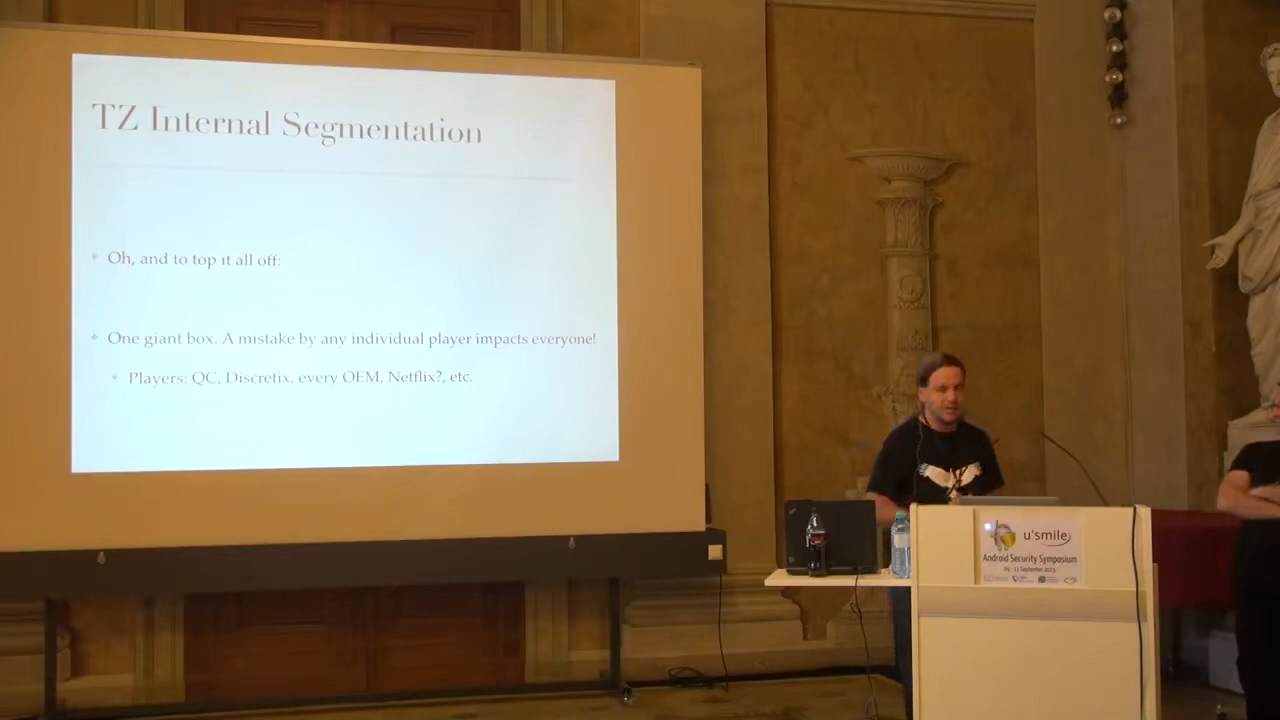 TZ Internal Segmentation
Oh, and to top it all off:
One giant box. A mistake by any individual player impacts everyone!
Players: QC, Discretix, every OEM, Netflix?, etc.
u'smile
Android Security Symposium